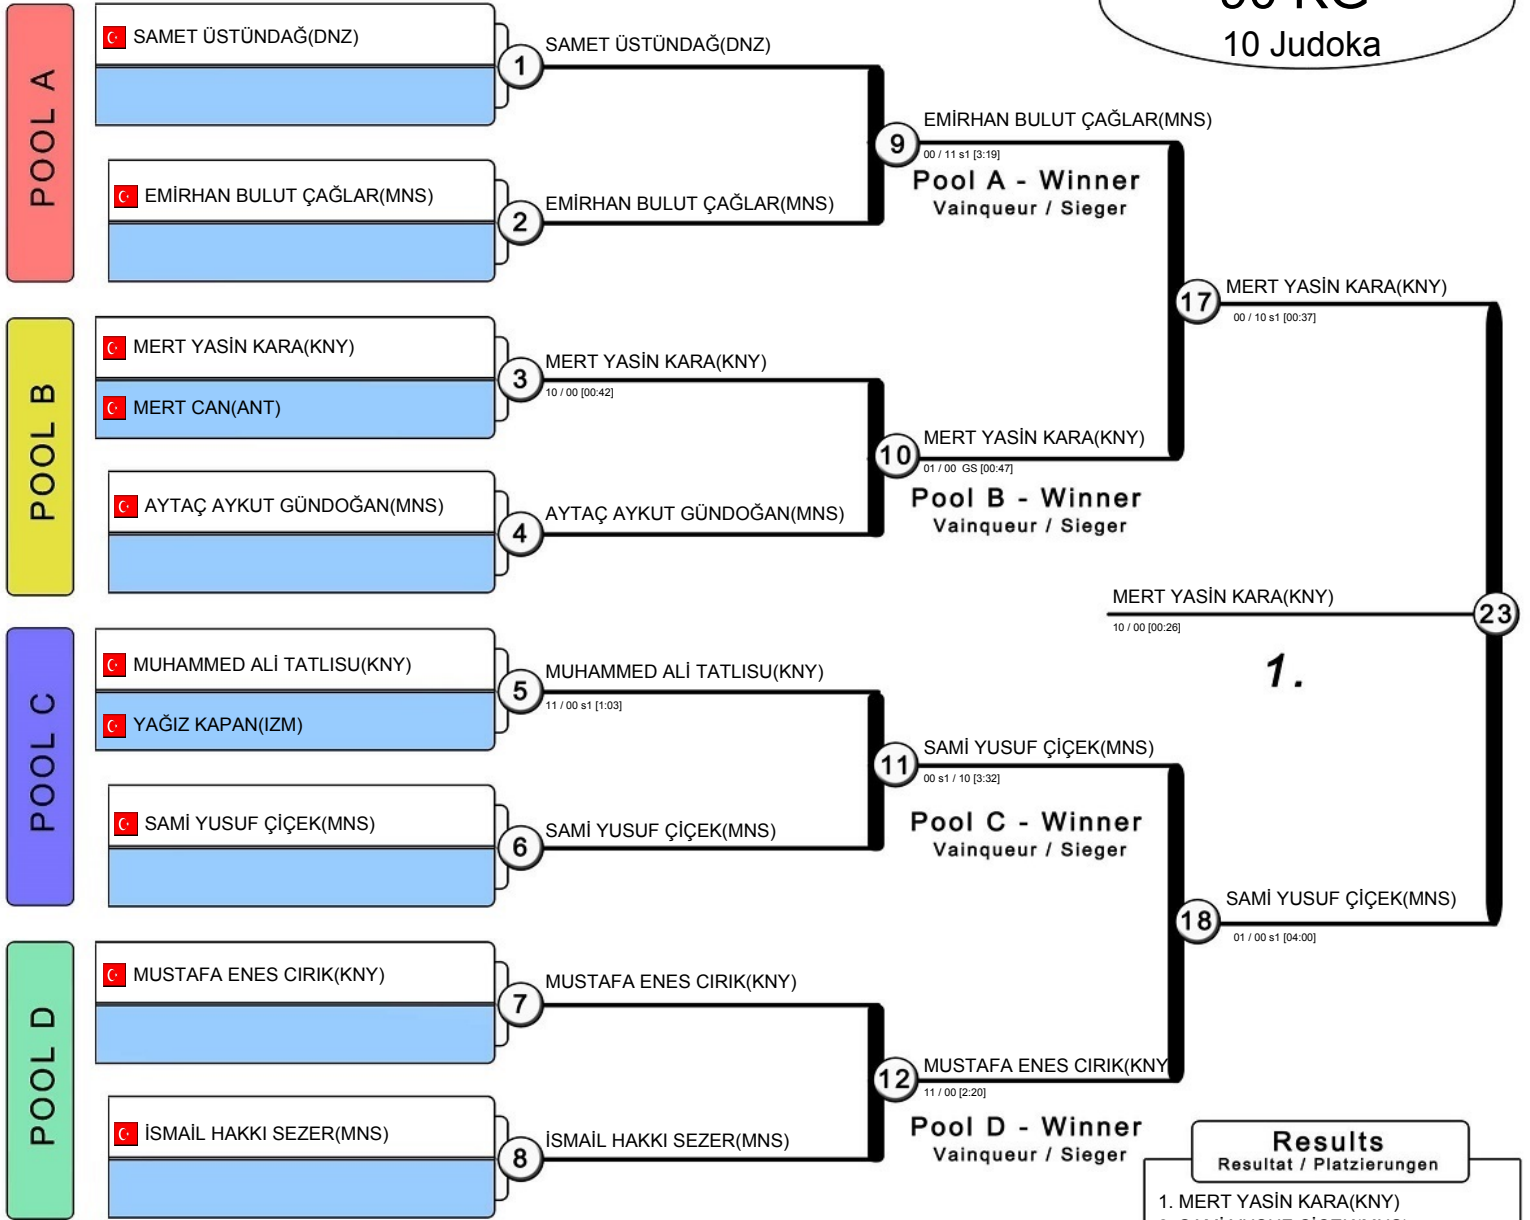 10 Judoka
POOL A
SAMET ÜSTÜNDAĞ(DNZ)
1
SAMET ÜSTÜNDAĞ(DNZ)
EMİRHAN BULUT ÇAĞLAR(MNS)
2
EMİRHAN BULUT ÇAĞLAR(MNS)
9
EMİRHAN BULUT ÇAĞLAR(MNS)
00 / 11 s1 [3:19]
Pool A - Winner
Vainqueur / Sieger
17
MERT YASİN KARA(KNY)
00 / 10 s1 [00:37]
POOL B
MERT YASİN KARA(KNY)
MERT CAN(ANT)
3
MERT YASİN KARA(KNY)
10 / 00 [00:42]
AYTAÇ AYKUT GÜNDOĞAN(MNS)
4
AYTAÇ AYKUT GÜNDOĞAN(MNS)
10
MERT YASİN KARA(KNY)
01 / 00 GS [00:47]
Pool B - Winner
Vainqueur / Sieger
MERT YASİN KARA(KNY)
10 / 00 [00:26]
23
1.
POOL C
MUHAMMED ALİ TATLISU(KNY)
YAĞIZ KAPAN(IZM)
5
MUHAMMED ALİ TATLISU(KNY)
11 / 00 s1 [1:03]
SAMİ YUSUF ÇİÇEK(MNS)
6
SAMİ YUSUF ÇİÇEK(MNS)
11
SAMİ YUSUF ÇİÇEK(MNS)
00 s1 / 10 [3:32]
Pool C - Winner
Vainqueur / Sieger
18
SAMİ YUSUF ÇİÇEK(MNS)
01 / 00 s1 [04:00]
POOL D
MUSTAFA ENES CIRIK(KNY)
7
MUSTAFA ENES CIRIK(KNY)
İSMAİL HAKKI SEZER(MNS)
8
İSMAİL HAKKI SEZER(MNS)
12
MUSTAFA ENES CIRIK(KNY
11 / 00 [2:20]
Pool D - Winner
Vainqueur / Sieger
Results
Resultat / Platzierungen
1. MERT YASİN KARA(KNY)